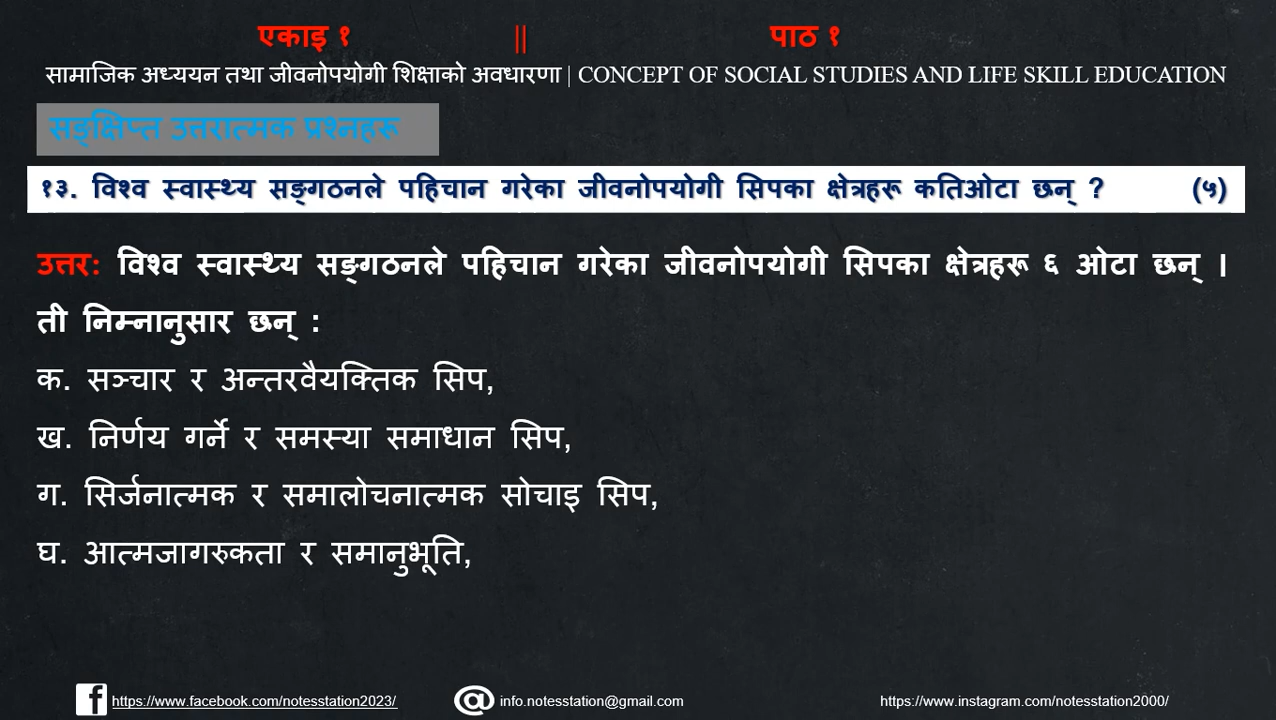 एकाइ १ || पाठ १
सामाजिक अध्ययन तथा जीवनोपयोगी शिक्षाको अवधारणा | CONCEPT OF SOCIAL STUDIES AND LIFE SKILL EDUCATION
सङ्क्षिप्त उत्तरात्मक प्रश्नहरू
१३. विश्व स्वास्थ्य सङ्गठनले पहिचान गरेका जीवनोपयोगी सिपका क्षेत्रहरू कतिओटा छन् ? (५)
उत्तर: विश्व स्वास्थ्य सङ्गठनले पहिचान गरेका जीवनोपयोगी सिपका क्षेत्रहरू ६ ओटा छन् ।
ती निम्नानुसार छन् :
क. सञ्चार र अन्तरवैयक्तिक सिप,
ख. निर्णय गर्ने र समस्या समाधान सिप,
ग. सिर्जनात्मक र समालोचनात्मक सोचाइ सिप,
घ. आत्मजागरुकता र समानुभूति,
https://www.facebook.com/notesstation2023/ info.notesstation@gmail.com https://www.instagram.com/notesstation2000/